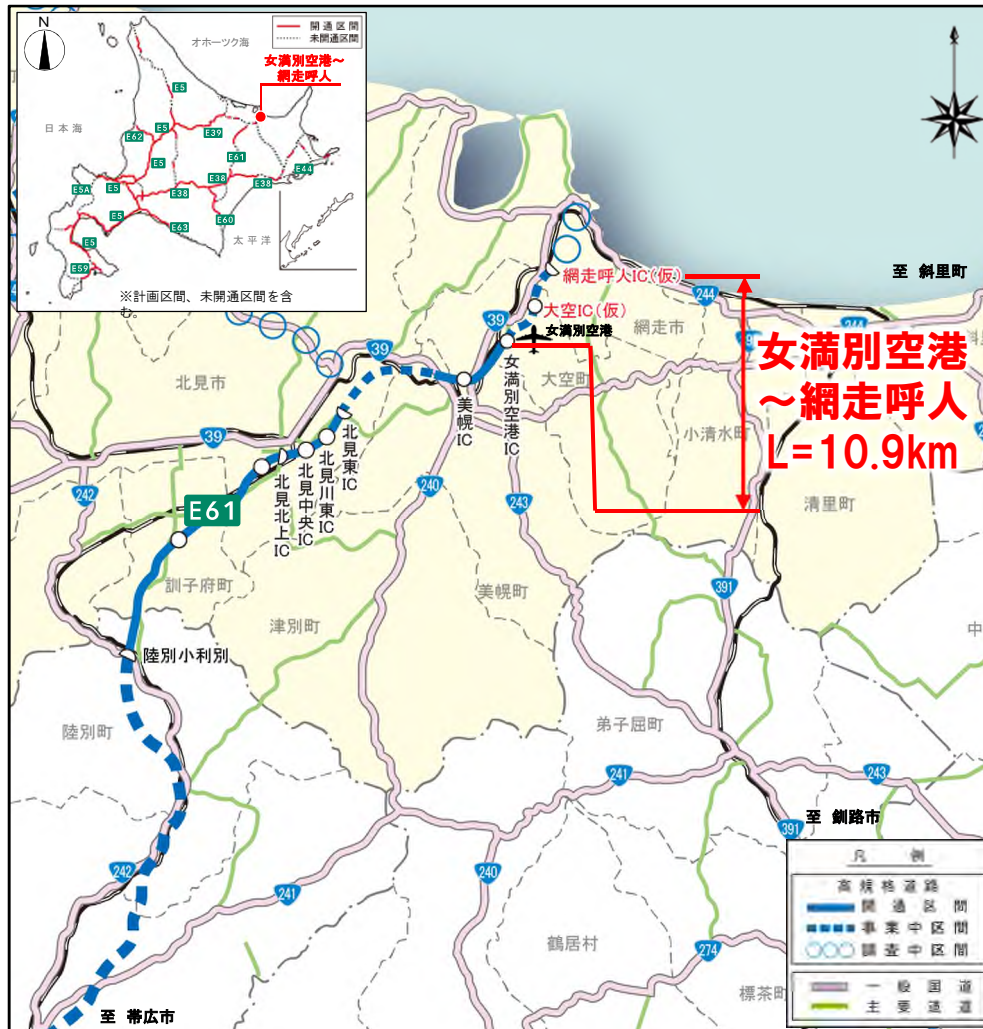 N
オホーツク海
開通区間
未開通区間
女満別空港～
網走呼人
日本海
E5
E62
E5
E39
E5
E61
E44
E5A
E5
E38
E38
E38
E5
E63
E60
E5
E59
太平洋
※計画区間、未開通区間を含
む。
至 斜里町
網走呼人IC(仮)
244
大空IC(仮)
39
女満別空港
網走市
244
女満別空港
～網走呼人
L=10.9km
39
大空町
北見市
美幌IC
女満別空港IC
小清水町
39
北見東IC
北見川東IC
北見中央IC
北見北上IC
242
240
243
清里町
E61
訓子府町
美幌町
391
津別町
中
陸別小利別
陸別町
弟子屈町
241
243
至 釧路市
391
242
241
240
凡例
高規格道路
開通区間
事業中区間
調査中区間
一般国道
主要道道
鶴居村
274
標茶町
至 帯広市